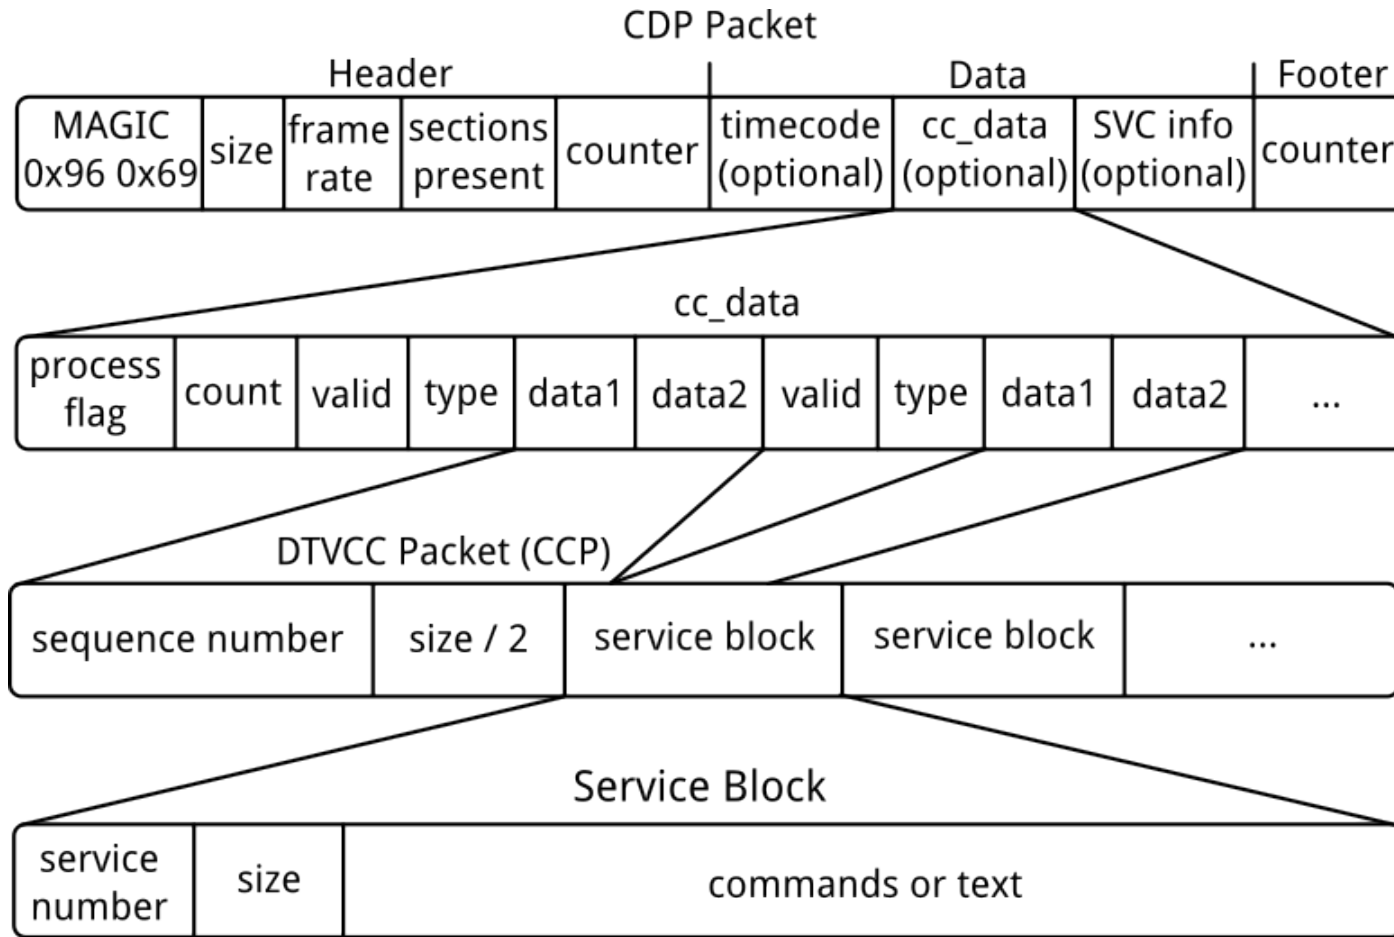 CDP Packet
Header
Data
Footer
MAGIC
0x96 0x69
size
frame
rate
sections
present
counter
timecode
(optional)
cc_data
(optional)
SVC info
(optional)
counter
cc_data
process
flag
count
valid
type
data1
data2
valid
type
data1
data2
...
DTVCC Packet (CCP)
sequence number
size / 2
service block
service block
...
Service Block
service
number
size
commands or text